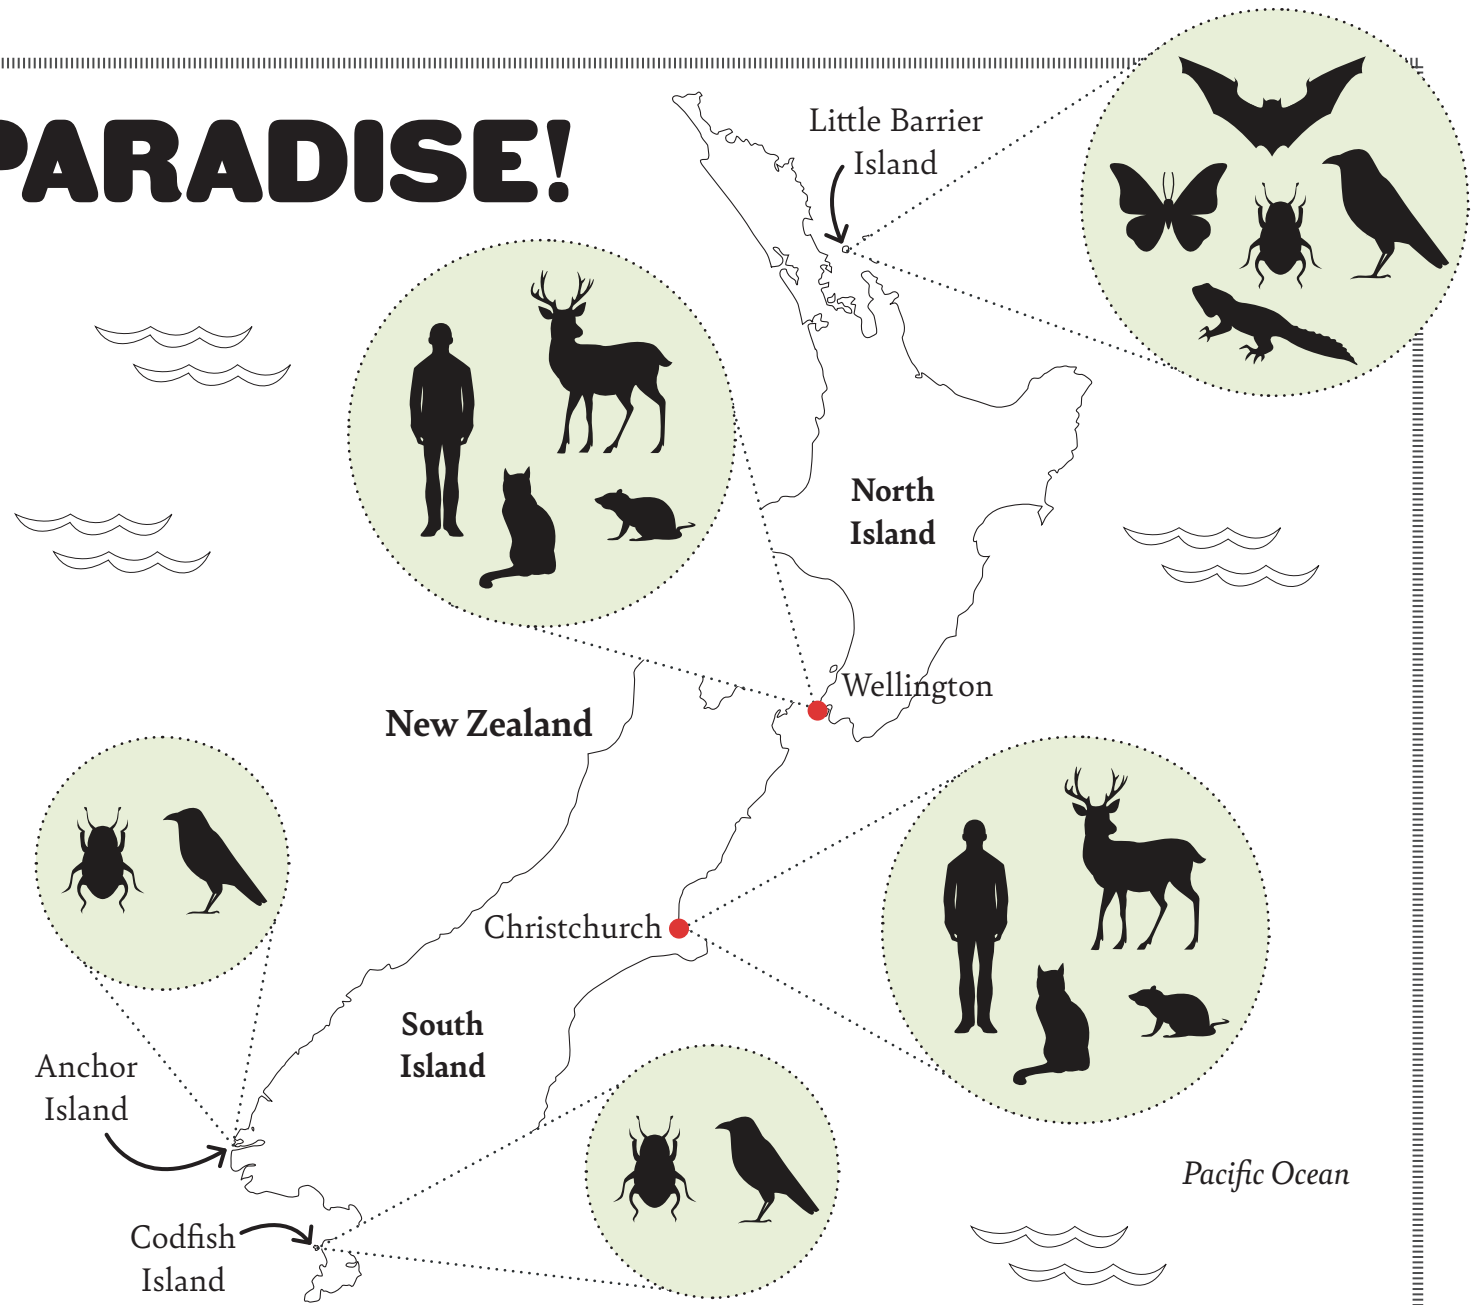 PARADISE!
Little Barrier
Island
North
Island
Wellington
New Zealand
Christchurch
South
Island
Anchor
Island
Codfish
Island
Pacific Ocean